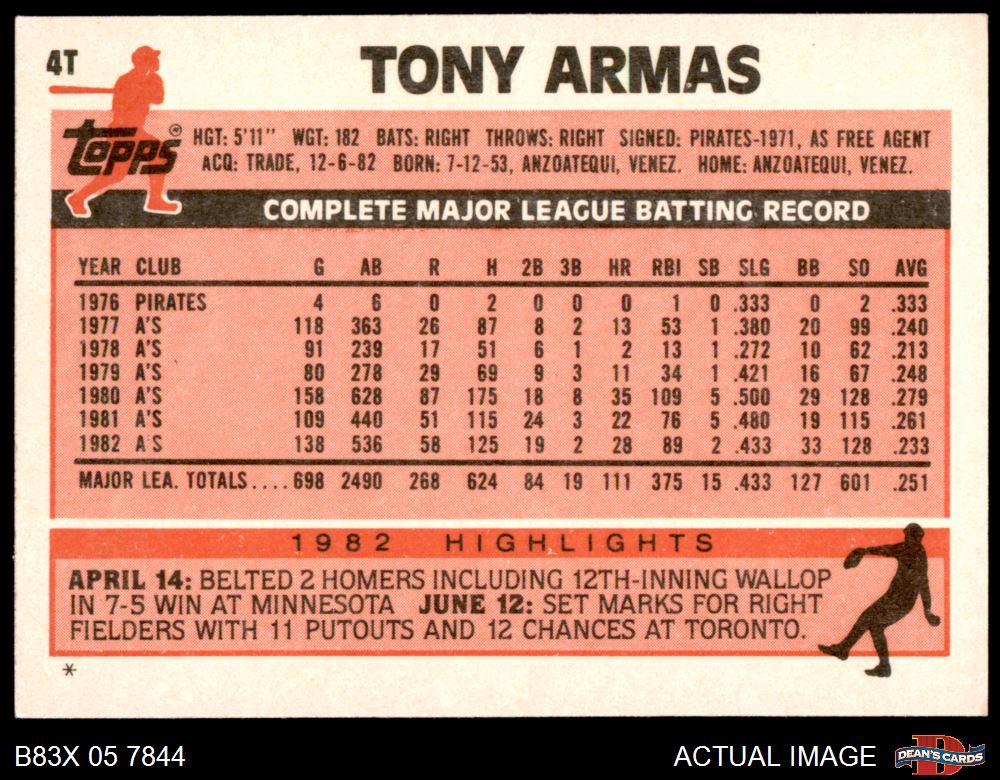 4T
TONY ARMAS
Topps®
HGT: 5'11" WGT: 182 BATS: RIGHT THROWS: RIGHT SIGNED: PIRATES-1971, AS FREE AGENT
ACQ: TRADE, 12-6-82 BORN: 7-12-53, ANZOATEQUI, VENEZ. HOME: ANZOATEQUI, VENEZ.
COMPLETE MAJOR LEAGUE BATTING RECORD
YEAR CLUB G AB R H 2B 3B HR RBI SB SLG BB SO AVG
1976 PIRATES 4 6 0 2 0 0 0 1 0 .333 0 2 .333
1977 A'S 118 363 26 87 8 2 13 53 1 .380 20 99 .240
1978 A'S 91 239 17 51 6 1 2 13 1 .272 10 62 .213
1979 A'S 80 278 29 69 9 3 11 34 1 .421 16 67 .248
1980 A'S 158 628 87 175 18 8 35 109 5 .500 29 128 .279
1981 A'S 109 440 51 115 24 3 22 76 5 .480 19 115 .261
1982 A'S 138 536 58 125 19 2 28 89 2 .433 33 128 .233
MAJOR LEA. TOTALS....698 2490 268 624 84 19 111 375 15 .433 127 601 .251
1982 HIGHLIGHTS
APRIL 14: BELTED 2 HOMERS INCLUDING 12TH-INNING WALLOP
IN 7-5 WIN AT MINNESOTA JUNE 12: SET MARKS FOR RIGHT
FIELDERS WITH 11 PUTOUTS AND 12 CHANCES AT TORONTO.
*
B83X 05 7844
ACTUAL IMAGE
D
DEAN'S CARDS